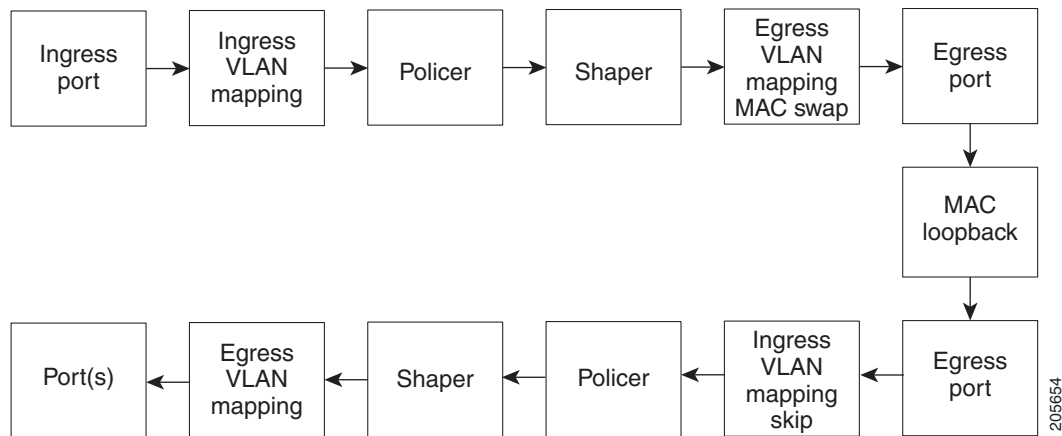 Ingress
port
Ingress
VLAN
mapping
Policer
Shaper
Egress
VLAN
mapping
MAC swap
Egress
port
MAC
loopback
Port(s)
Egress
VLAN
mapping
Shaper
Policer
Ingress
VLAN
mapping
skip
Egress
port
205654